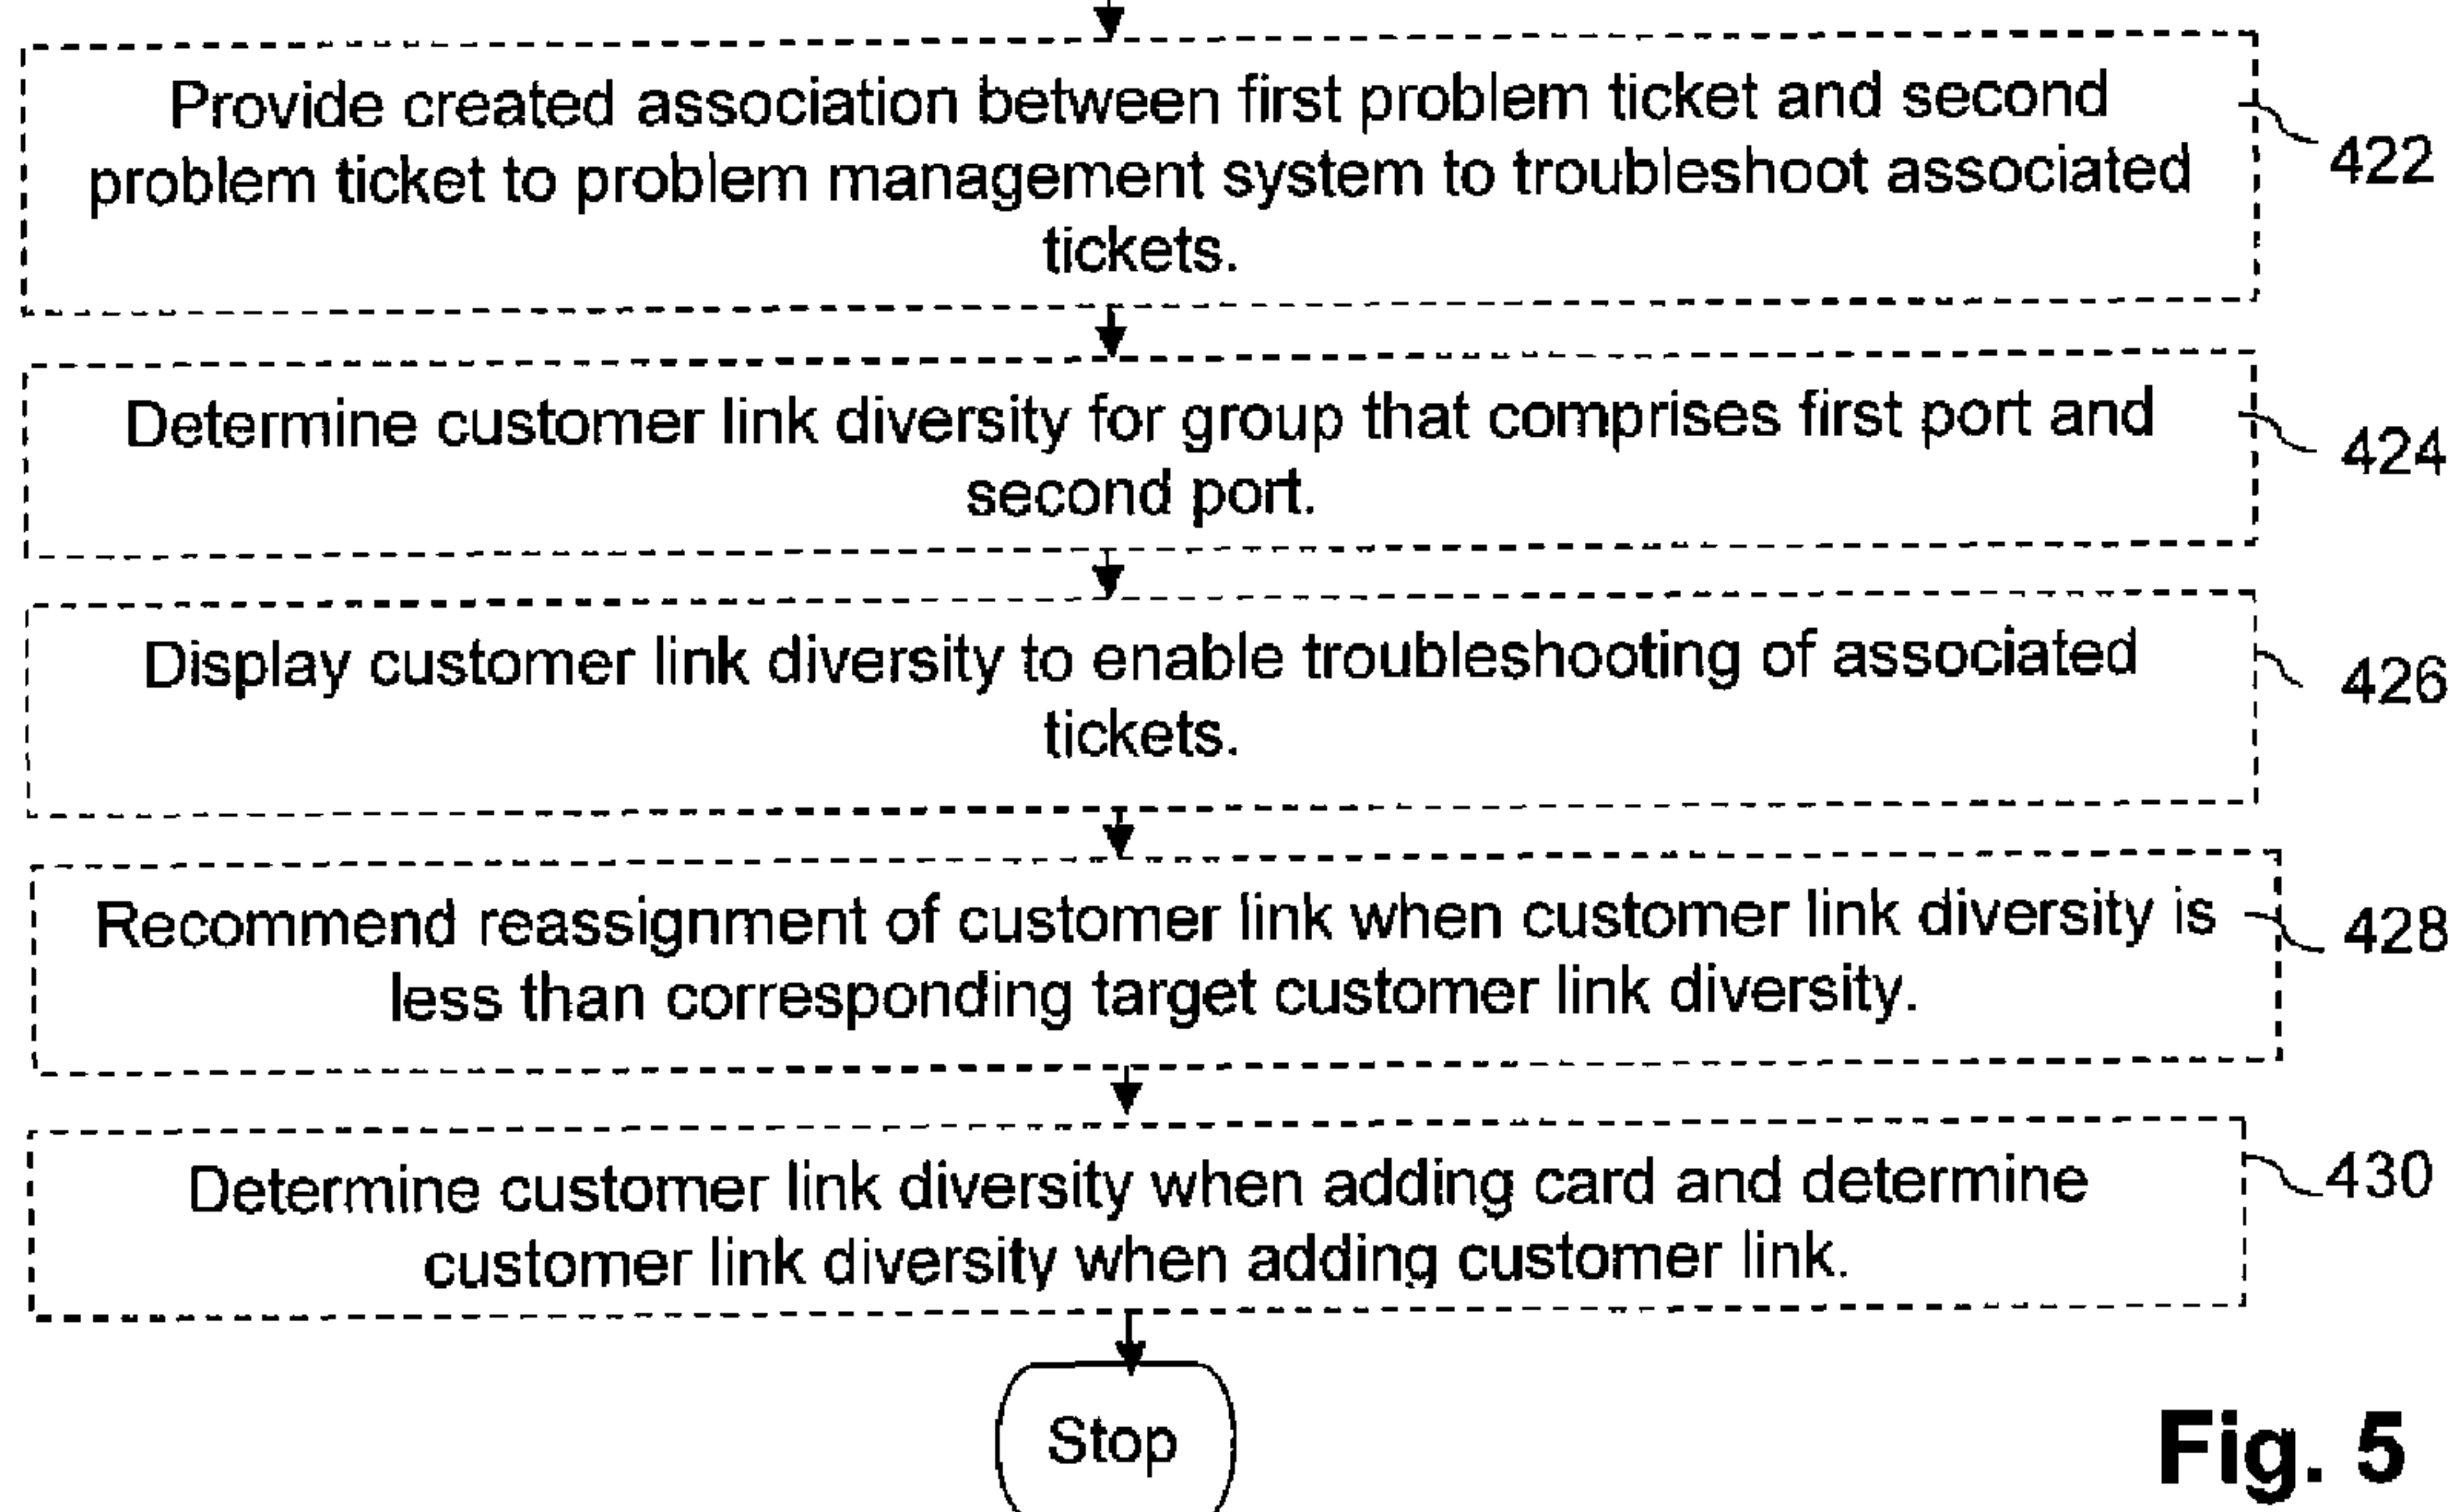 Provide created association between first problem ticket and second
problem ticket to problem management system to troubleshoot associated
tickets.
422
Determine customer link diversity for group that comprises first port and
second port.
424
Display customer link diversity to enable troubleshooting of associated
tickets.
426
Recommend reassignment of customer link when customer link diversity is
less than corresponding target customer link diversity.
428
Determine customer link diversity when adding card and determine
customer link diversity when adding customer link.
430
Stop
Fig. 5